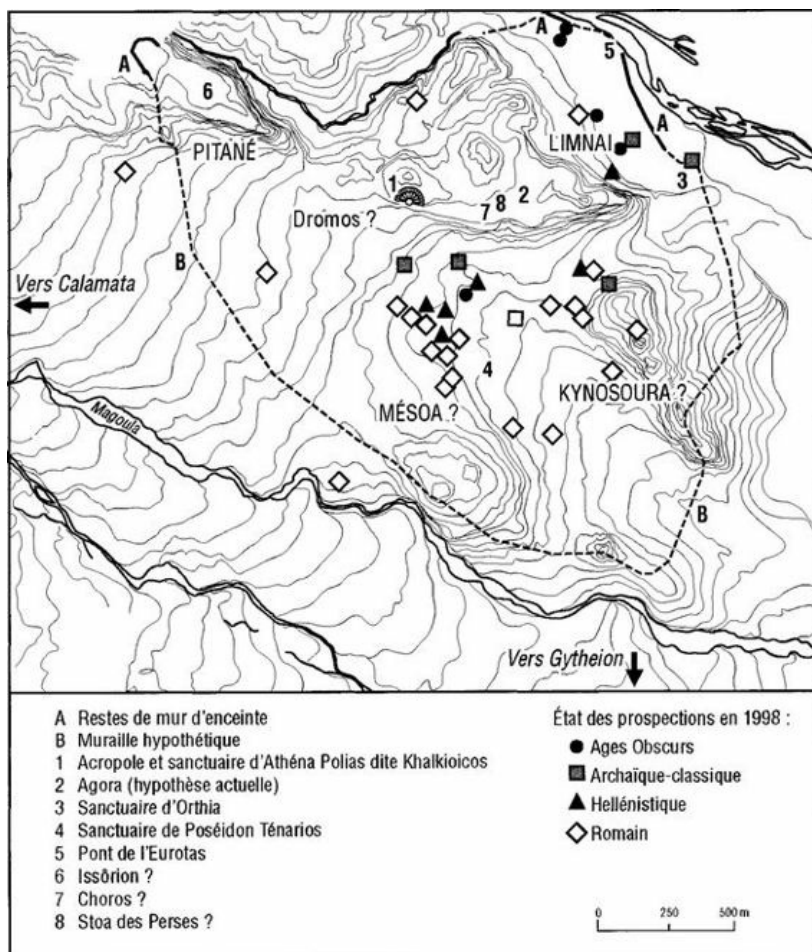 A
A
5
6
A
LIMNAI
PITANÉ
3
1
2
8
7
Dromos ?
B
Vers Calamata
4
MÉSOA ?
KYNOSOURA ?
Magoula
B
Vers Gytheion
A Restes de mur d'enceinte
B Muraille hypothétique
1 Acropole et sanctuaire d'Athéna Polias dite Khalkioicos
2 Agora (hypothèse actuelle)
3 Sanctuaire d'Orthia
4 Sanctuaire de Poséidon Ténarios
5 Pont de l'Eurotas
6 Issôrion ?
7 Choros ?
8 Stoa des Perses ?
État des prospections en 1998 :
Ages Obscurs
Archaïque-classique
Hellénistique
Romain
0 250 500 m